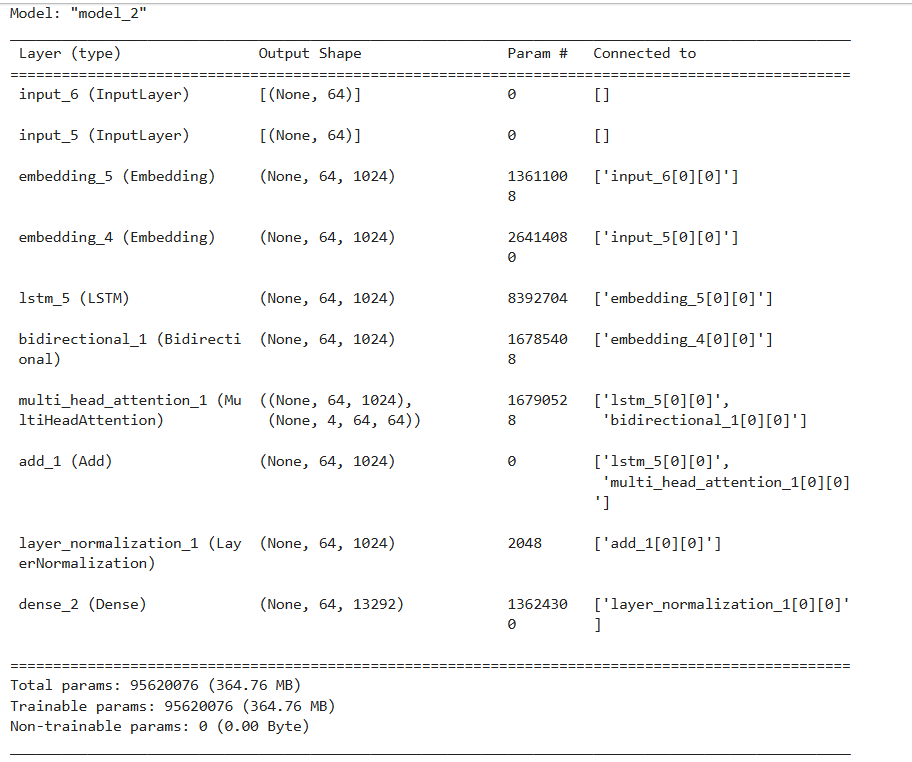 Model: "model_2"
Layer (type) Output Shape Param # Connected to
input_6 (InputLayer) [(None, 64)] 0 []
input_5 (InputLayer) [(None, 64)] 0 []
embedding_5 (Embedding) (None, 64, 1024) 1361100 ['input_6[0][0]']
8
embedding_4 (Embedding) (None, 64, 1024) 2641408 ['input_5[0][0]']
0
lstm_5 (LSTM) (None, 64, 1024) 8392704 ['embedding_5[0][0]']
bidirectional_1 (Bidirecti (None, 64, 1024) 1678540 ['embedding_4[0][0]']
onal) 8
multi_head_attention_1 (Mu ((None, 64, 1024), 1679052 ['lstm_5[0][0]',
ltiHeadAttention) (None, 4, 64, 64)) 8 'bidirectional_1[0][0]']
add_1 (Add) (None, 64, 1024) 0 ['lstm_5[0][0]',
'multi_head_attention_1[0][0]
']
layer_normalization_1 (Lay (None, 64, 1024) 2048 ['add_1[0][0]']
erNormalization)
dense_2 (Dense) (None, 64, 13292) 1362430 ['layer_normalization_1[0][0]'
0 ]
Total params: 95620076 (364.76 MB)
Trainable params: 95620076 (364.76 MB)
Non-trainable params: 0 (0.00 Byte)